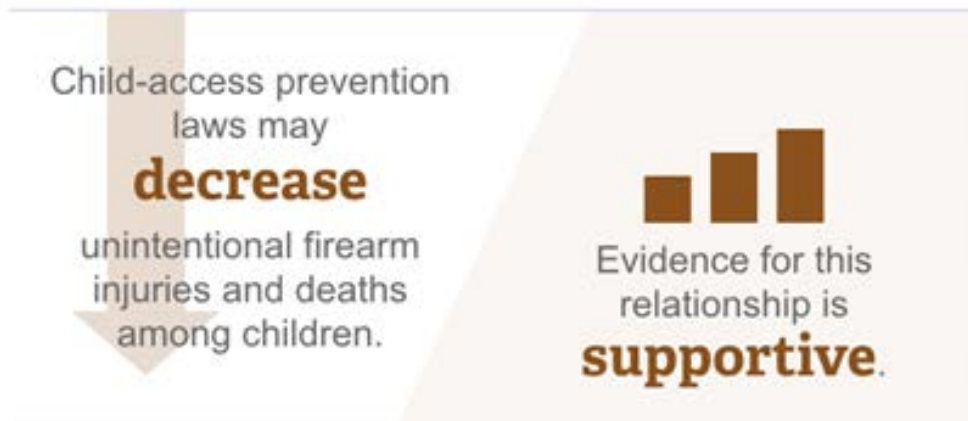 Child-access prevention
laws may
decrease
unintentional firearm
injuries and deaths
among children.
Evidence for this
relationship is
supportive.